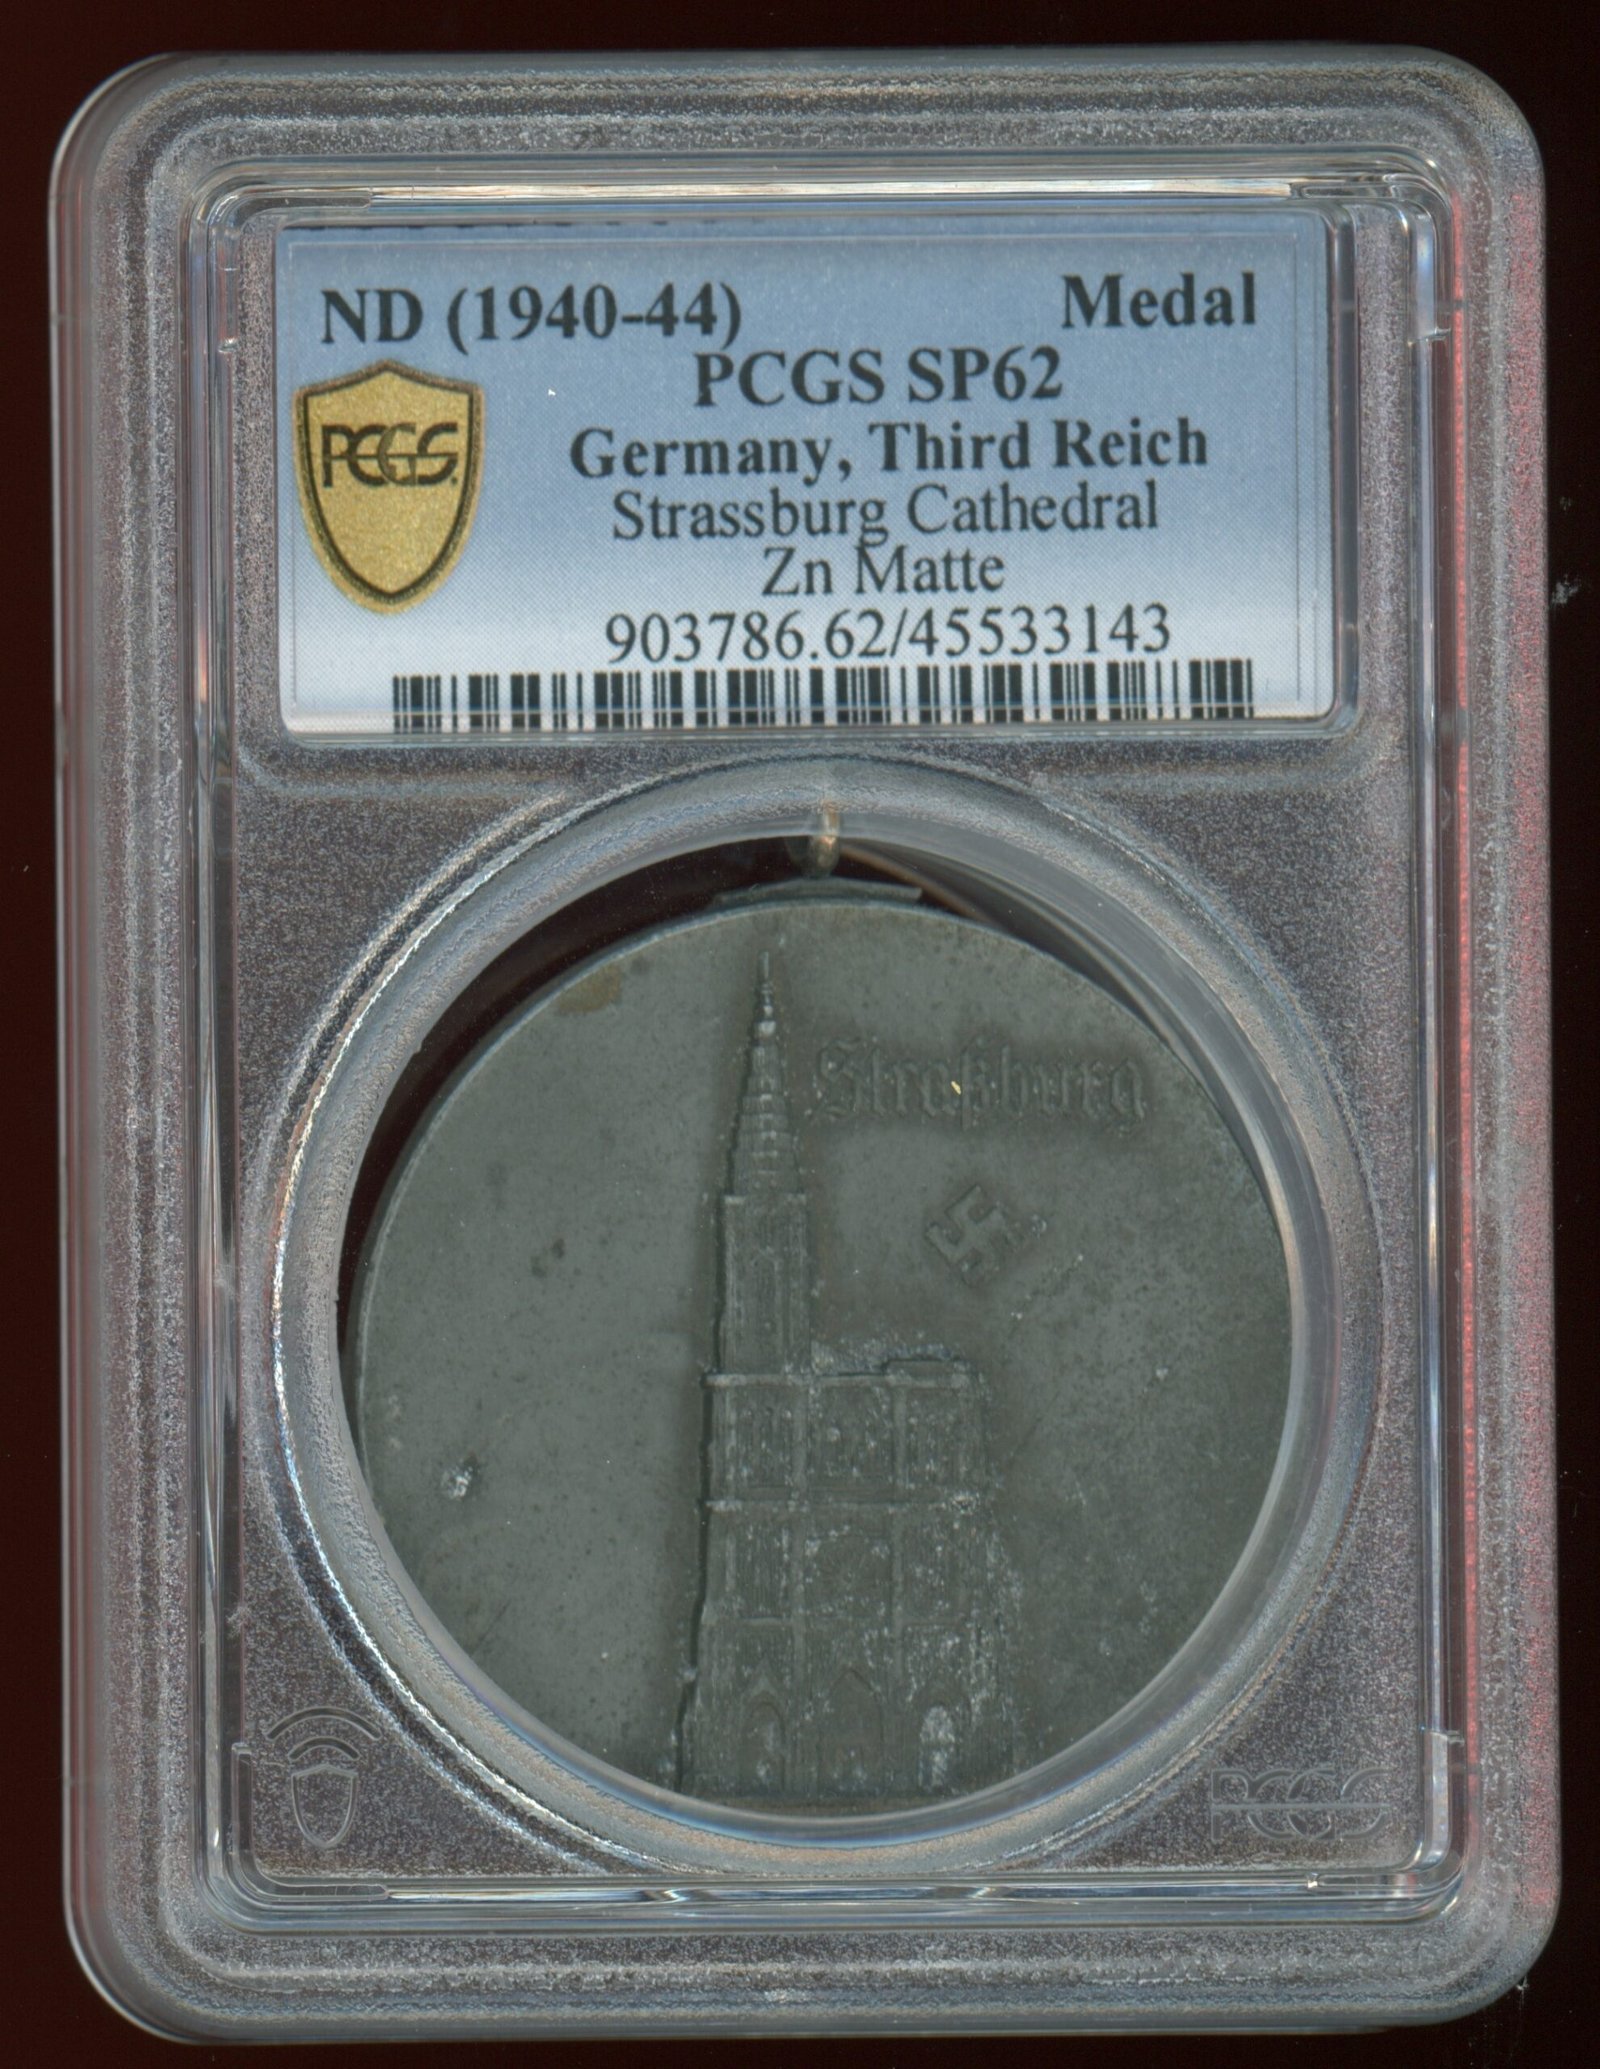 ND (1940-44) Medal
PCGS SP62
PCGS
Germany, Third Reich
Strassburg Cathedral
Zn Matte
903786.62/45533143
Straßburg
PCGS